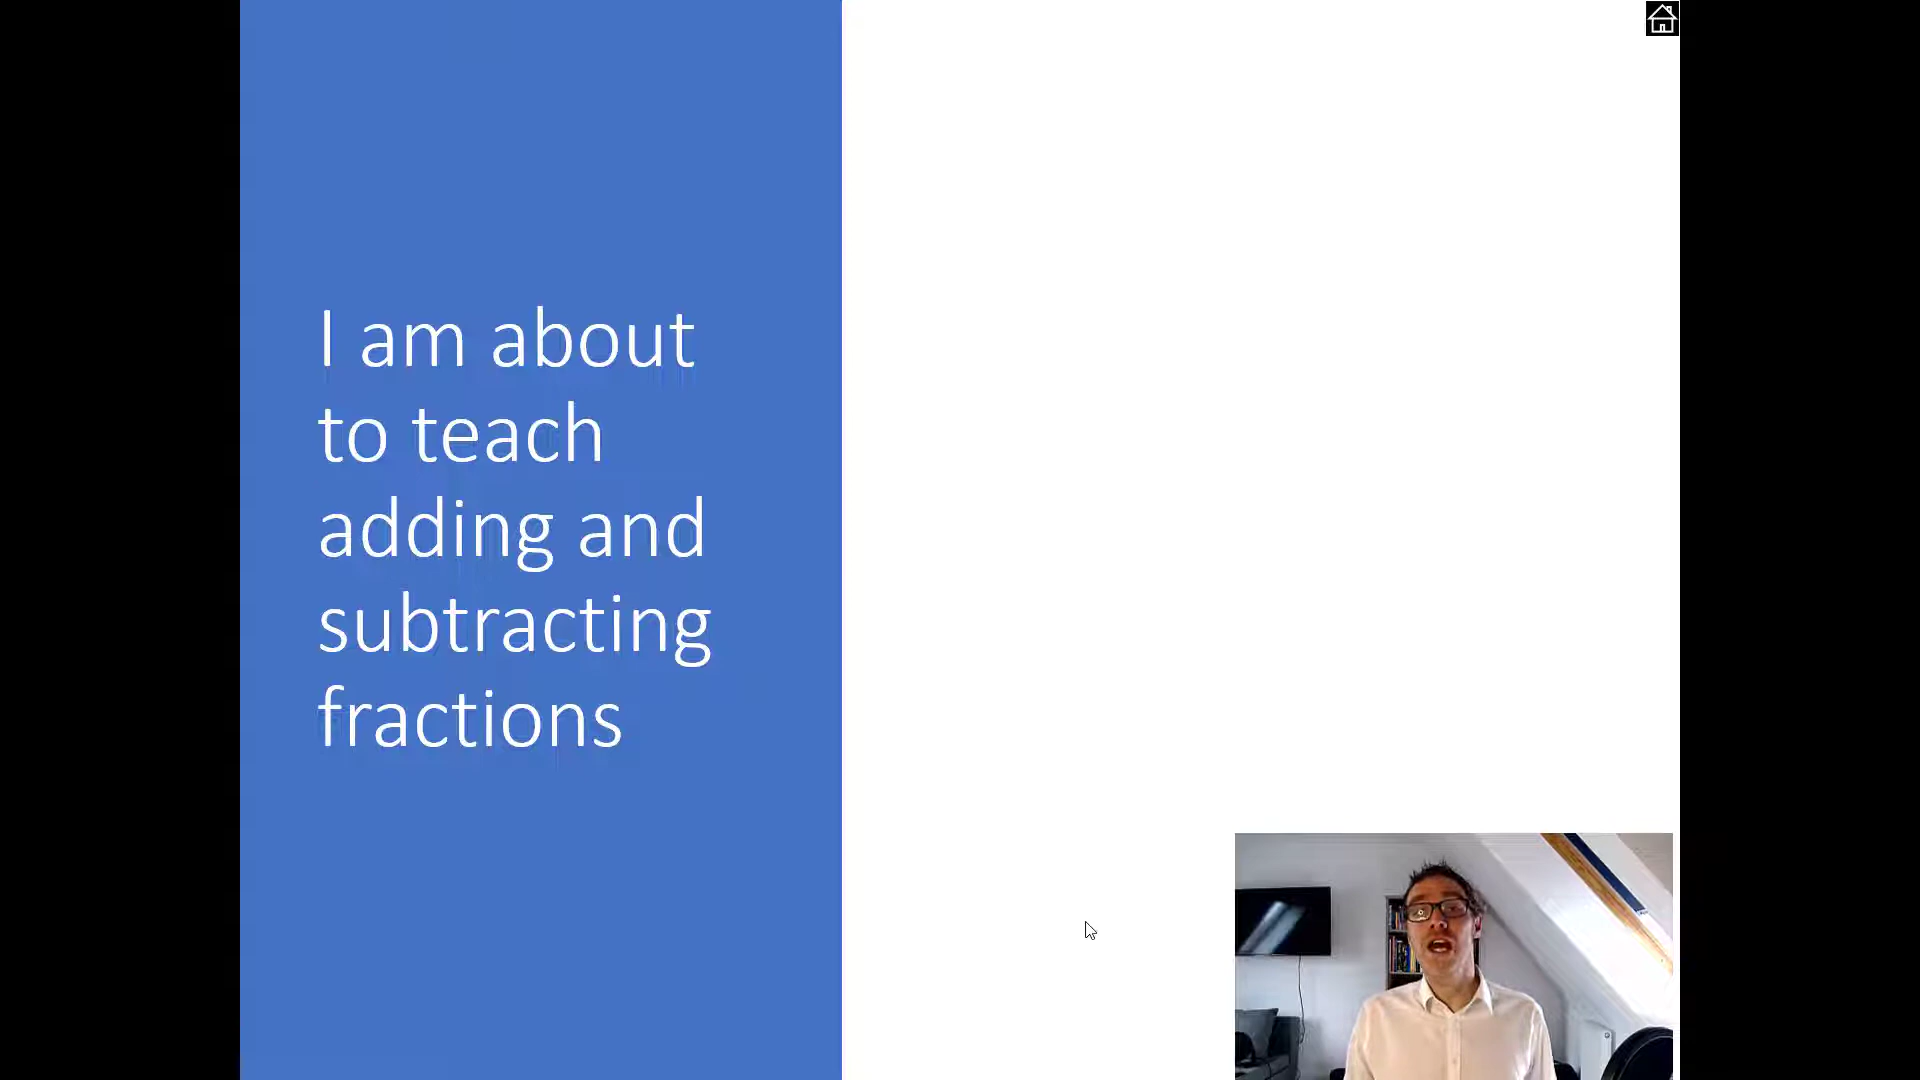 I am about
to teach
adding and
subtracting
fractions